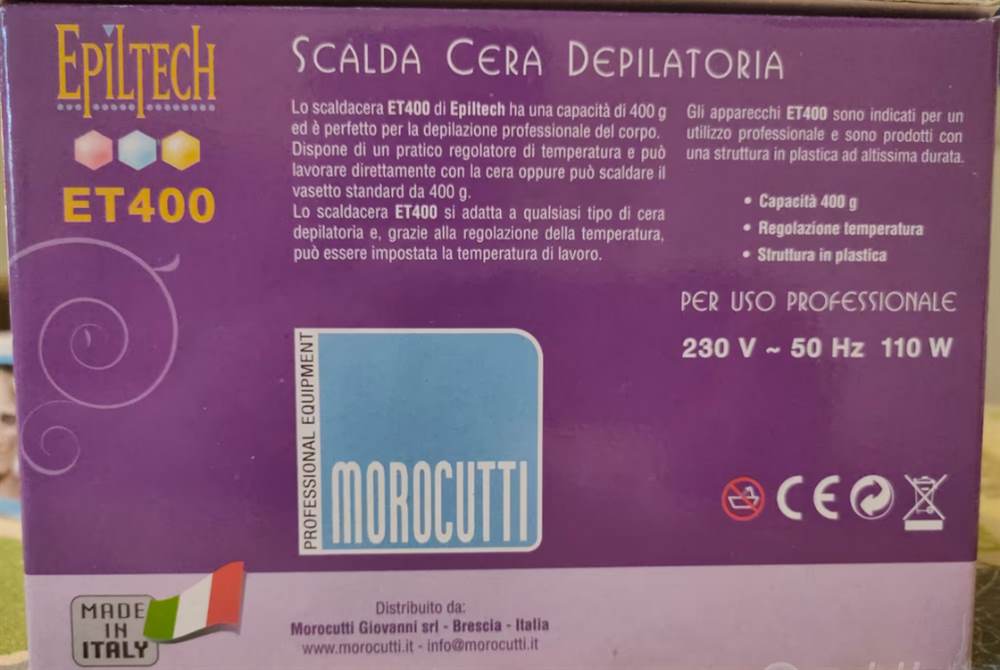 EPILTECH
ET400
SCALDA CERA DEPILATORIA
Lo scaldacera ET400 di Epiltech ha una capacità di 400 g
ed è perfetto per la depilazione professionale del corpo.
Dispone di un pratico regolatore di temperatura e può
lavorare direttamente con la cera oppure può scaldare il
vasetto standard da 400 g.
Lo scaldacera ET400 si adatta a qualsiasi tipo di cera
depilatoria e, grazie alla regolazione della temperatura,
può essere impostata la temperatura di lavoro.
Gli apparecchi ET400 sono indicati per un
utilizzo professionale e sono prodotti con
una struttura in plastica ad altissima durata.
• Capacità 400 g
• Regolazione temperatura
• Struttura in plastica
PER USO PROFESSIONALE
230 V ~ 50 Hz 110 W
PROFESSIONAL EQUIPMENT
MOROCUTTI
CE
MADE
IN
ITALY
Distribuito da:
Morocutti Giovanni srl - Brescia - Italia
www.morocutti.it - info@morocutti.it